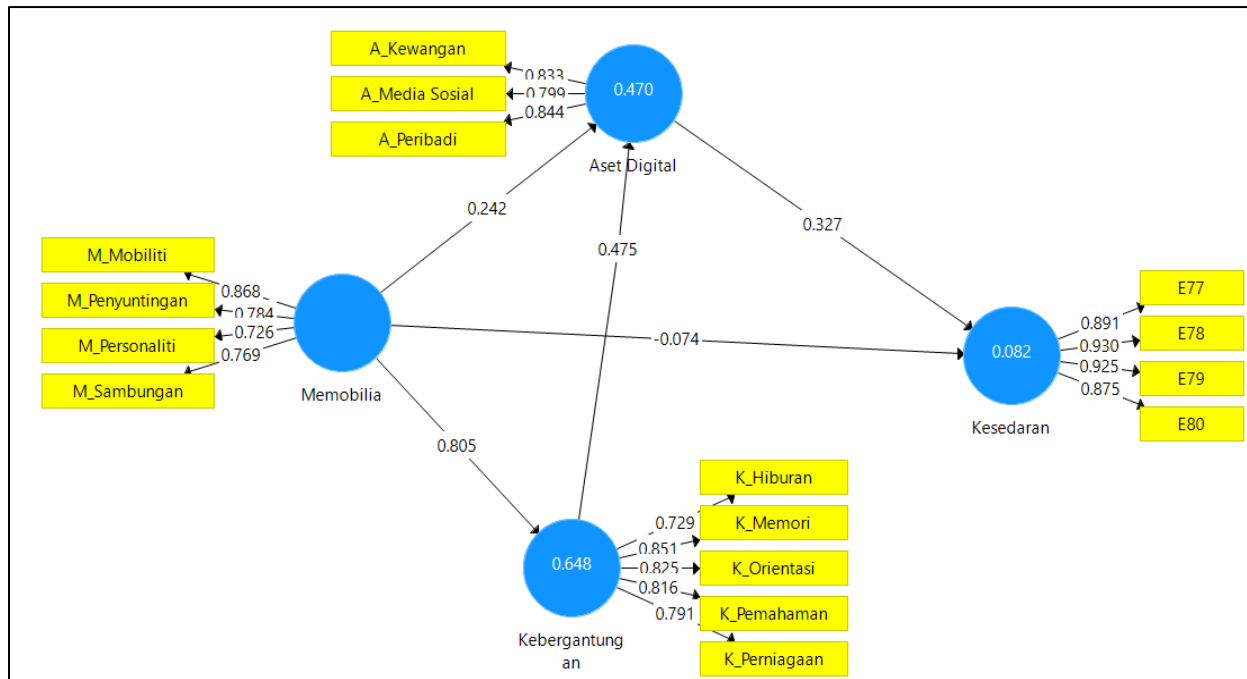 A_Kewangan
0.833
A_Media Sosial
0.799
A_Peribadi
0.844
0.470
Aset Digital
0.242
0.475
0.327
M_Mobiliti
0.868
M_Penyuntingan
0.784
M_Personaliti
0.726
M_Sambungan
0.769
Memobilia
-0.074
0.805
0.082
Kesedaran
E77
0.891
E78
0.930
E79
0.925
E80
0.875
0.648
Kebergantung
an
K_Hiburan
0.729
K_Memori
0.851
K_Orientasi
0.825
K_Pemahaman
0.816
K_Perniagaan
0.791